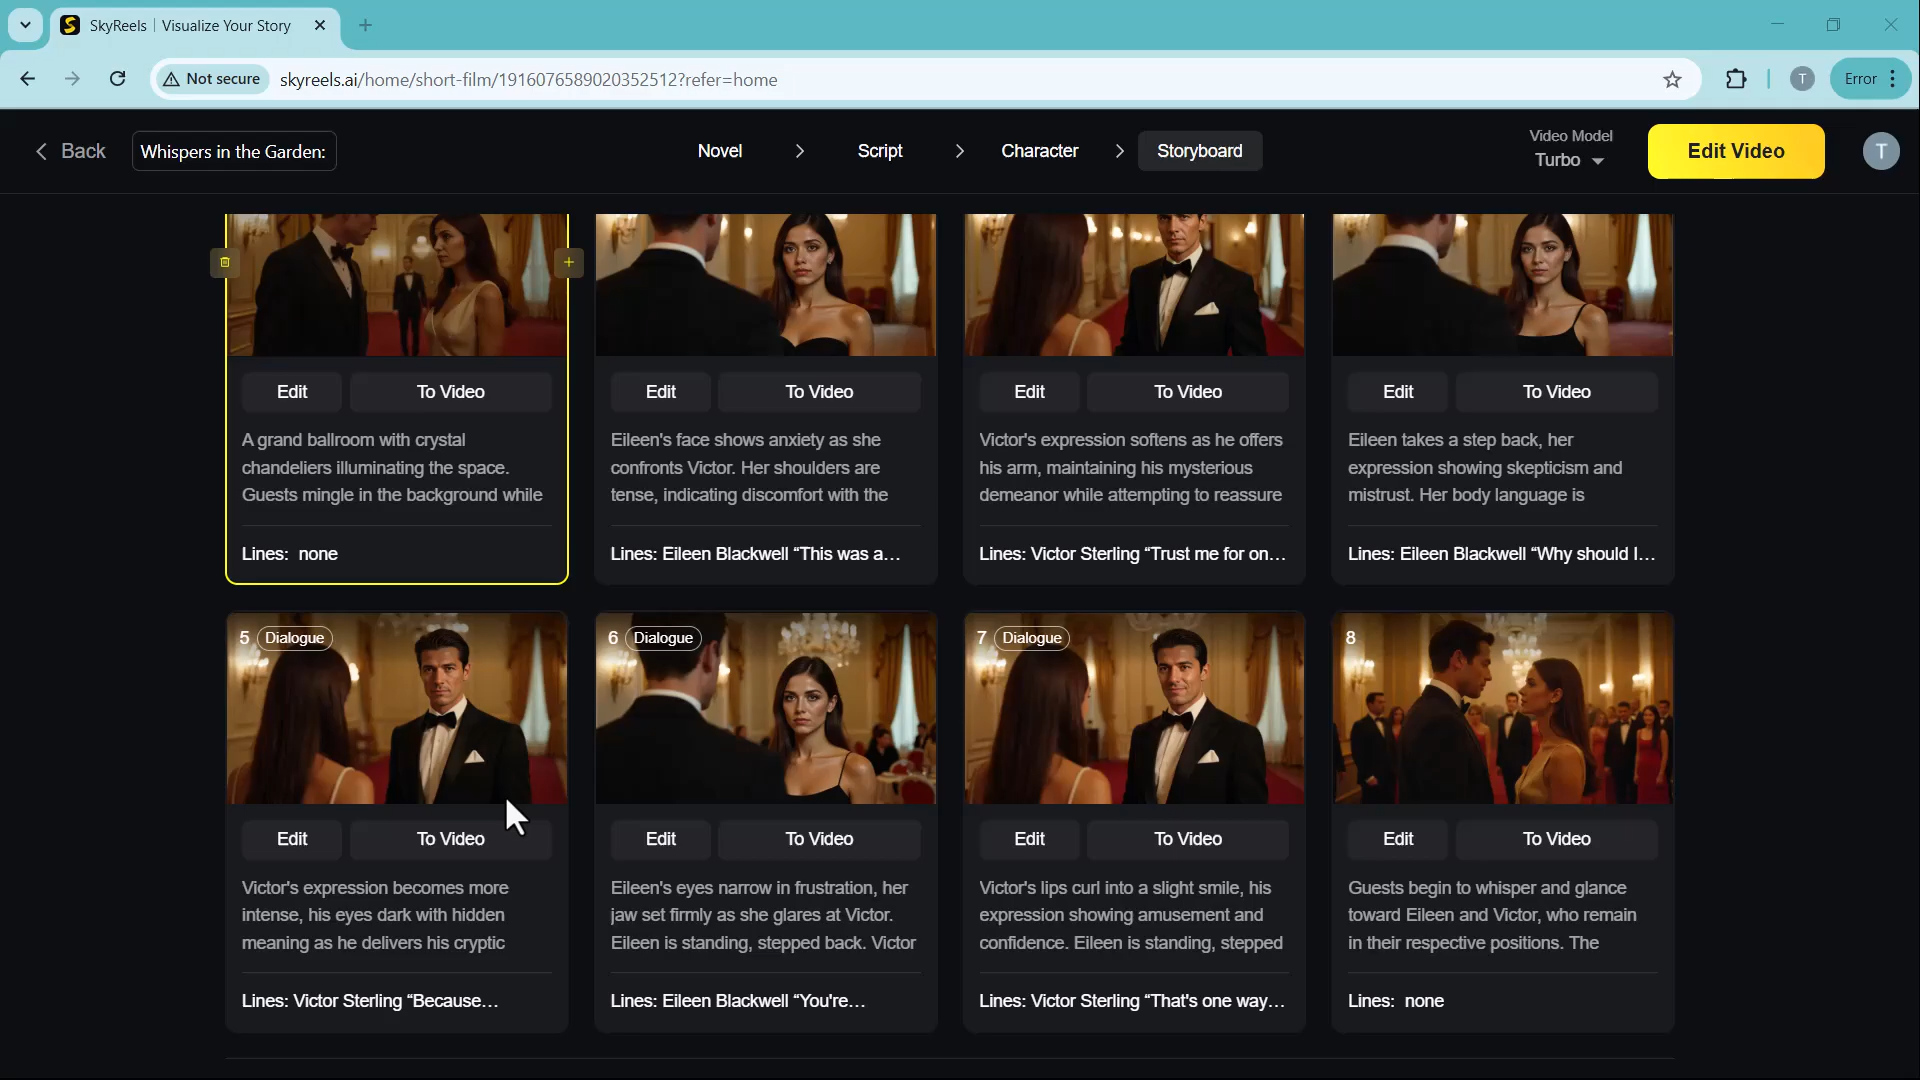 SkyReels | Visualize Your Story
Not secure
skyreels.ai/home/short-film/1916076589020352512?refer=home
T
Error
Back
Whispers in the Garden:
Novel
Script
Character
Storyboard
Video Model
Turbo
Edit Video
T
Edit
To Video
A grand ballroom with crystal
chandeliers illuminating the space.
Guests mingle in the background while
Lines: none
Edit
To Video
Eileen's face shows anxiety as she
confronts Victor. Her shoulders are
tense, indicating discomfort with the
Lines: Eileen Blackwell “This was a...
Edit
To Video
Victor's expression softens as he offers
his arm, maintaining his mysterious
demeanor while attempting to reassure
Lines: Victor Sterling “Trust me for on...
Edit
To Video
Eileen takes a step back, her
expression showing skepticism and
mistrust. Her body language is
Lines: Eileen Blackwell “Why should I...
5 Dialogue
Edit
To Video
Victor's expression becomes more
intense, his eyes dark with hidden
meaning as he delivers his cryptic
Lines: Victor Sterling “Because...
6 Dialogue
Edit
To Video
Eileen's eyes narrow in frustration, her
jaw set firmly as she glares at Victor.
Eileen is standing, stepped back. Victor
Lines: Eileen Blackwell “You're...
7 Dialogue
Edit
To Video
Victor's lips curl into a slight smile, his
expression showing amusement and
confidence. Eileen is standing, stepped
Lines: Victor Sterling “That's one way...
8
Edit
To Video
Guests begin to whisper and glance
toward Eileen and Victor, who remain
in their respective positions. The
Lines: none